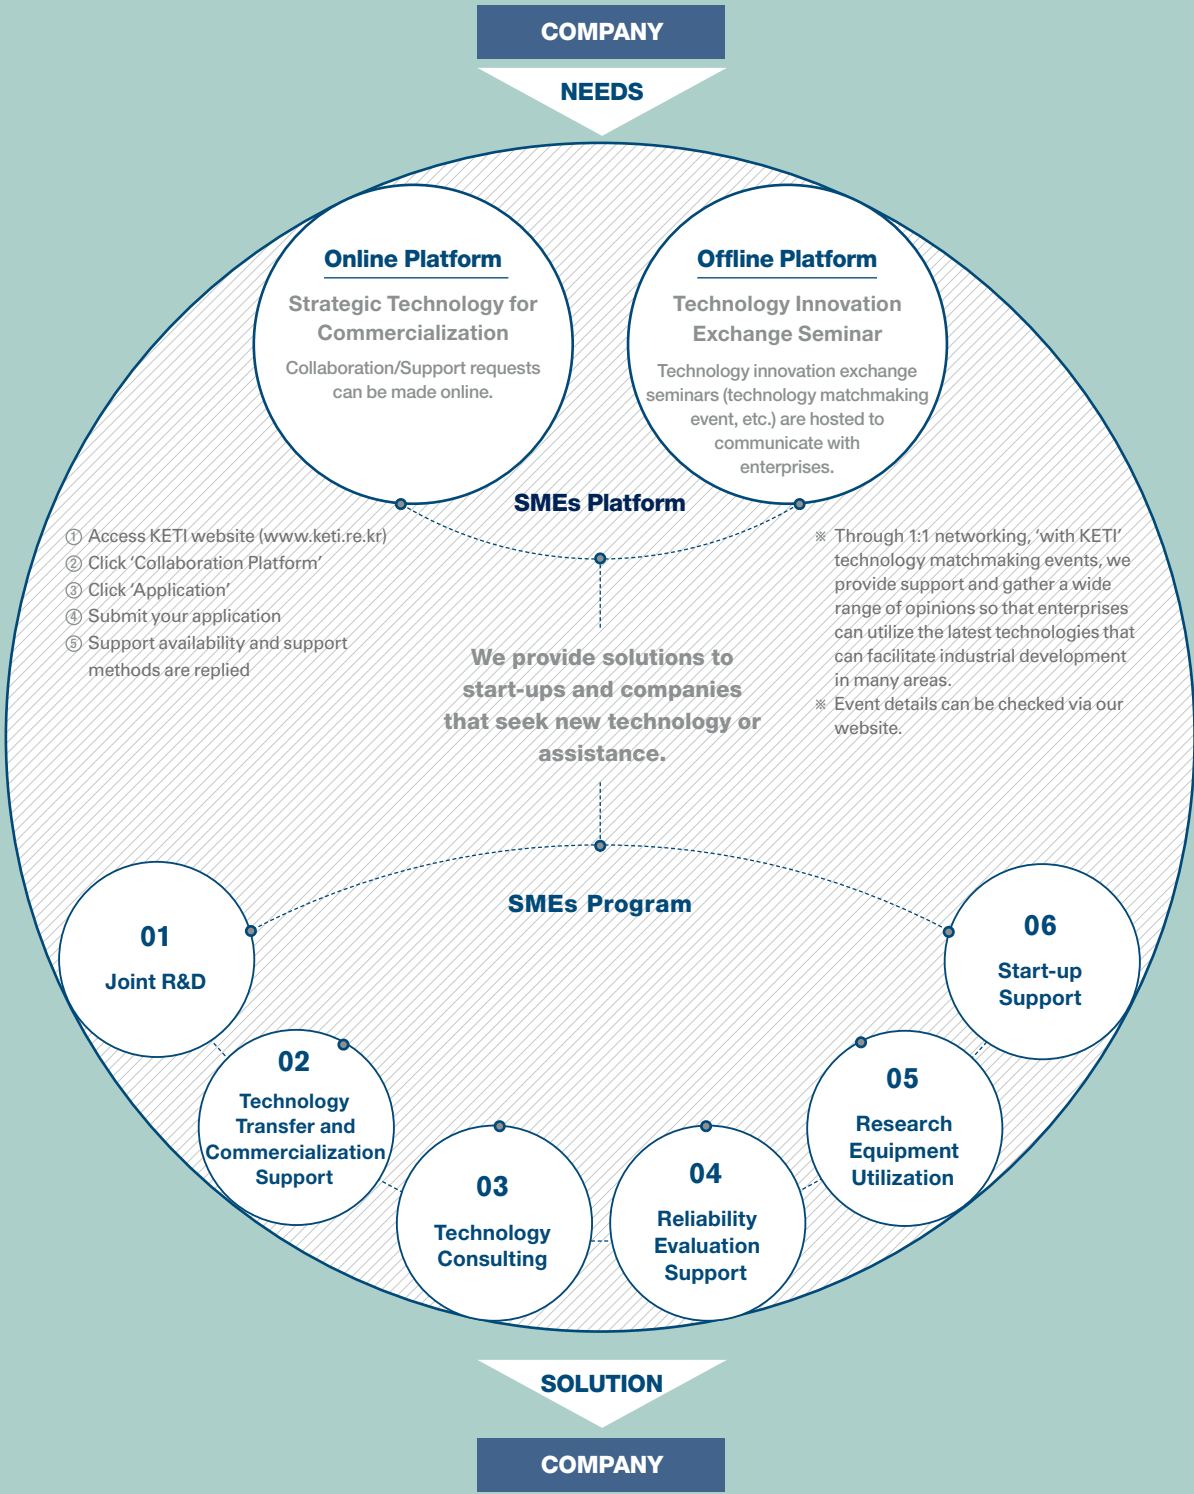 COMPANY
NEEDS
Online Platform
Strategic Technology for
Commercialization
Collaboration/Support requests
can be made online.
Offline Platform
Technology Innovation
Exchange Seminar
Technology innovation exchange
seminars (technology matchmaking
event, etc.) are hosted to
communicate with
enterprises.
SMEs Platform
① Access KETI website (www.keti.re.kr)
② Click ‘Collaboration Platform’
③ Click ‘Application’
④ Submit your application
⑤ Support availability and support
methods are replied
※ Through 1:1 networking, ‘with KETI’
technology matchmaking events, we
provide support and gather a wide
range of opinions so that enterprises
can utilize the latest technologies that
can facilitate industrial development
in many areas.
※ Event details can be checked via our
website.
We provide solutions to
start-ups and companies
that seek new technology or
assistance.
SMEs Program
01
Joint R&D
02
Technology
Transfer and
Commercialization
Support
03
Technology
Consulting
04
Reliability
Evaluation
Support
05
Research
Equipment
Utilization
06
Start-up
Support
SOLUTION
COMPANY